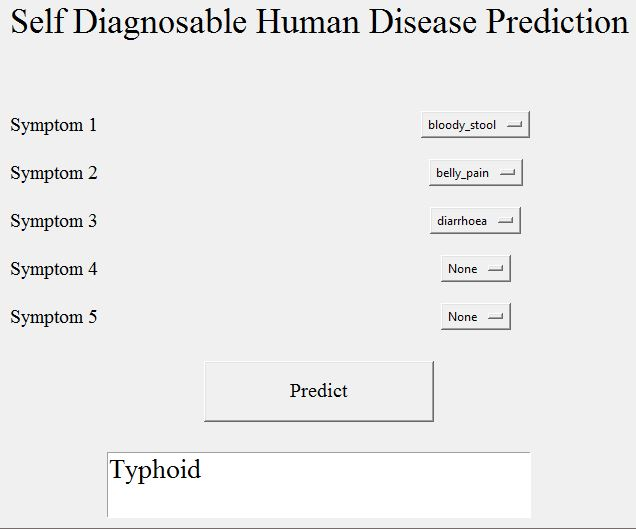 Self Diagnosable Human Disease Prediction
Symptom 1 bloody_stool
Symptom 2 belly_pain
Symptom 3 diarrhoea
Symptom 4 None
Symptom 5 None
Predict
Typhoid